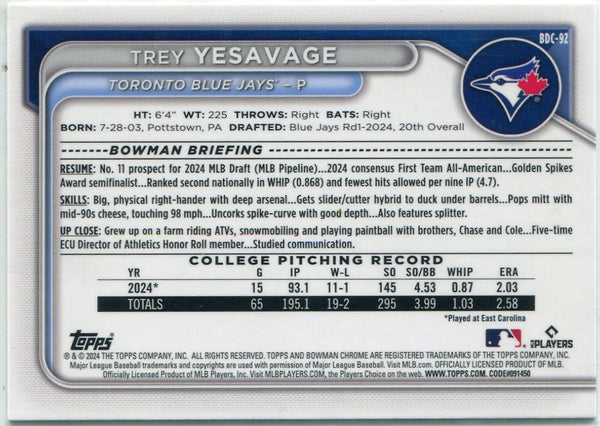 BDC-92
TREY YESAVAGE
TORONTO BLUE JAYS™ – P
HT: 6'4" WT: 225 THROWS: Right BATS: Right
BORN: 7-28-03, Pottstown, PA DRAFTED: Blue Jays Rd1-2024, 20th Overall
BOWMAN BRIEFING
RESUME: No. 11 prospect for 2024 MLB Draft (MLB Pipeline)...2024 consensus First Team All-American...Golden Spikes
Award semifinalist...Ranked second nationally in WHIP (0.868) and fewest hits allowed per nine IP (4.7).
SKILLS: Big, physical right-hander with deep arsenal...Gets slider/cutter hybrid to duck under barrels...Pops mitt with
mid-90s cheese, touching 98 mph...Uncorks spike-curve with good depth...Also features splitter.
UP CLOSE: Grew up on a farm riding ATVs, snowmobiling and playing paintball with brothers, Chase and Cole...Five-time
ECU Director of Athletics Honor Roll member...Studied communication.
COLLEGE PITCHING RECORD
YR G IP W-L SO SO/BB WHIP ERA
2024* 15 93.1 11-1 145 4.53 0.87 2.03
TOTALS 65 195.1 19-2 295 3.99 1.03 2.58
*Played at East Carolina
Topps
MLB PLAYERS
® & © 2024 THE TOPPS COMPANY, INC. ALL RIGHTS RESERVED. TOPPS AND BOWMAN CHROME ARE REGISTERED TRADEMARKS OF THE TOPPS COMPANY, INC.
Major League Baseball trademarks and copyrights are used with permission of Major League Baseball. Visit MLB.com. OFFICIALLY LICENSED PRODUCT OF MLB.
Officially Licensed Product of MLB Players, Inc. Visit MLBPLAYERS.com, the Players Choice on the web. WWW.TOPPS.COM. CODE#091450